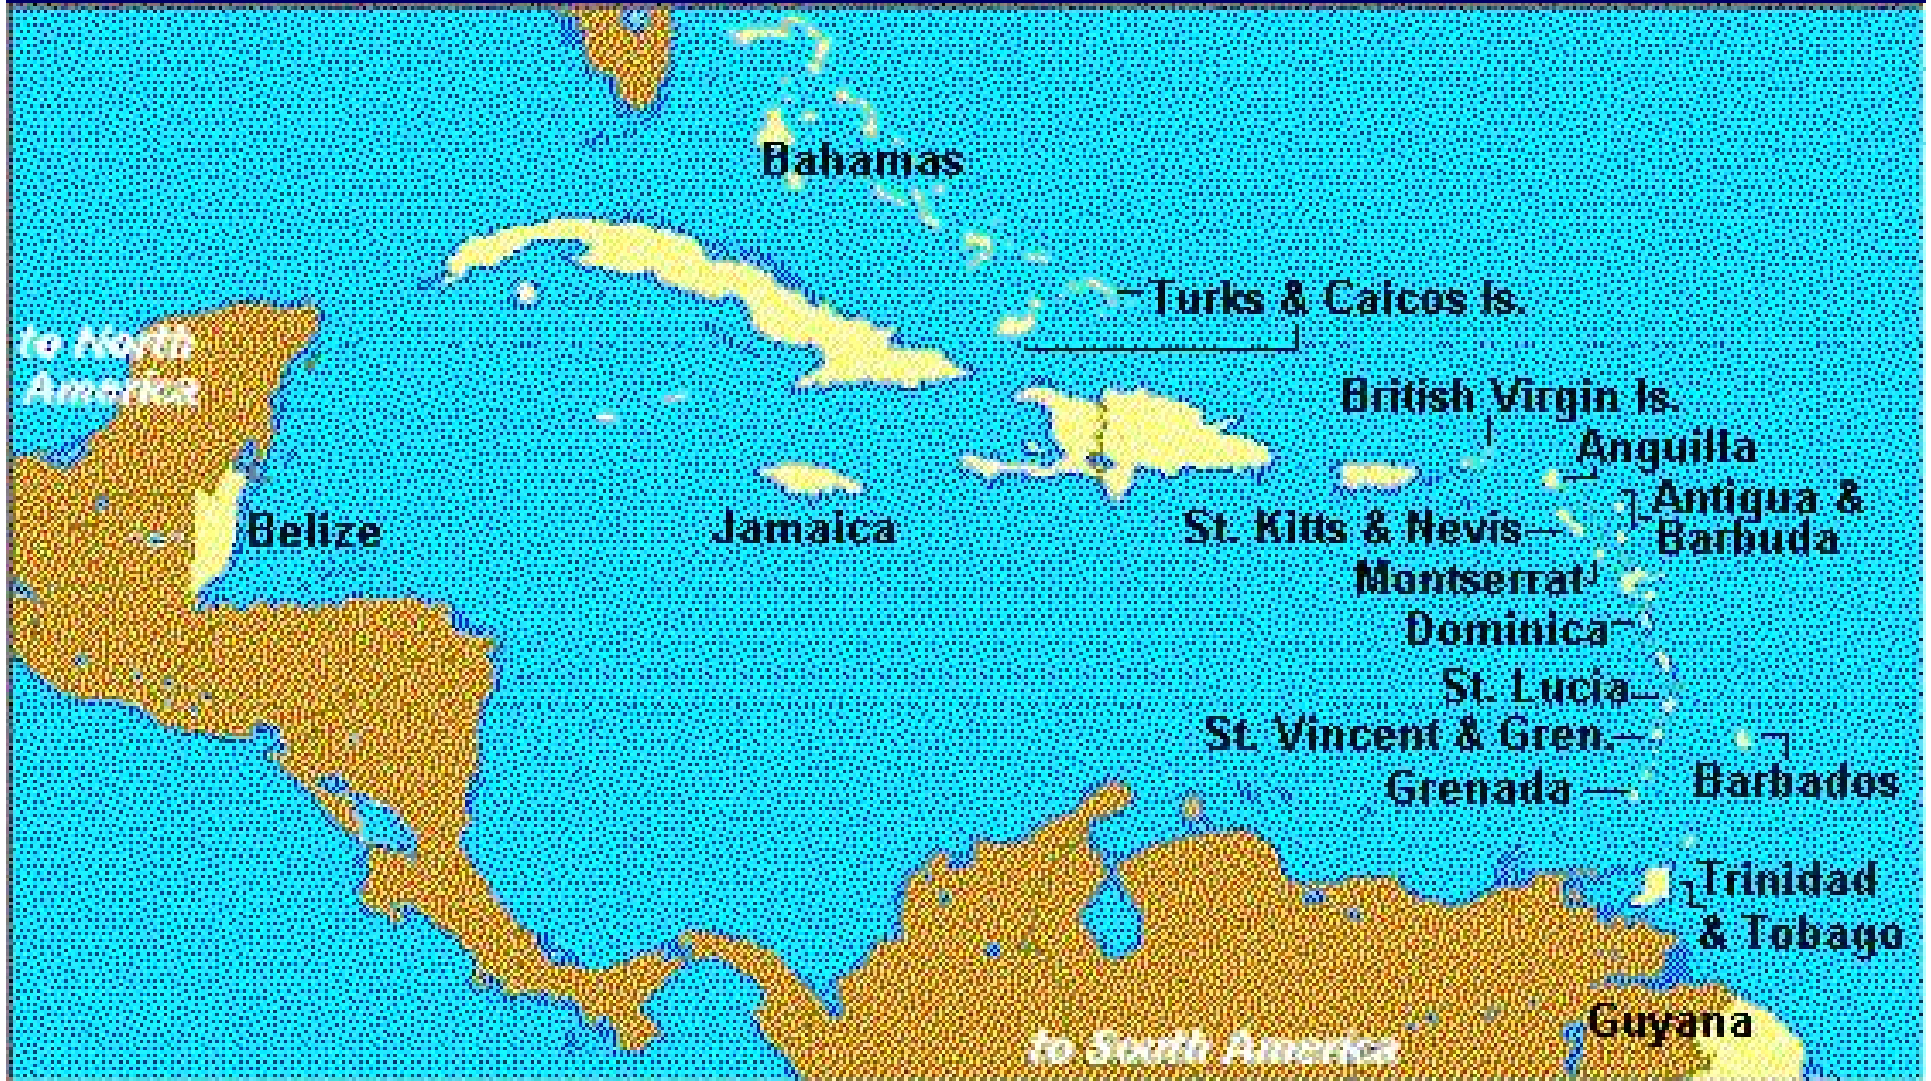 Bahamas
Turks & Caicos Is.
to North
America
British Virgin Is.
Anguilla
Antigua &
Barbuda
Belize
Jamaica
St. Kitts & Nevis
Montserrat
Dominica
St. Lucia
St. Vincent & Gren.
Grenada
Barbados
Trinidad
& Tobago
Guyana
to South America